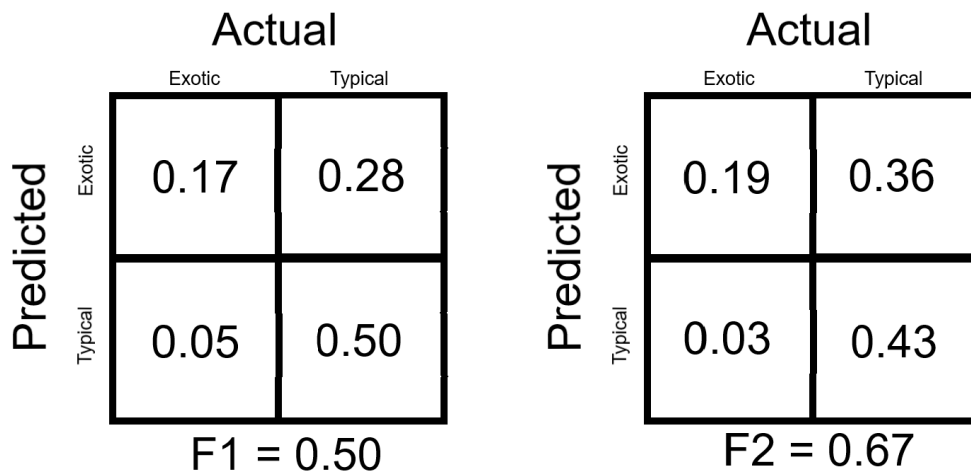 Actual
Exotic Typical
Predicted
Exotic
0.17 0.28
Typical
0.05 0.50
F1 = 0.50
Actual
Exotic Typical
Predicted
Exotic
0.19 0.36
Typical
0.03 0.43
F2 = 0.67